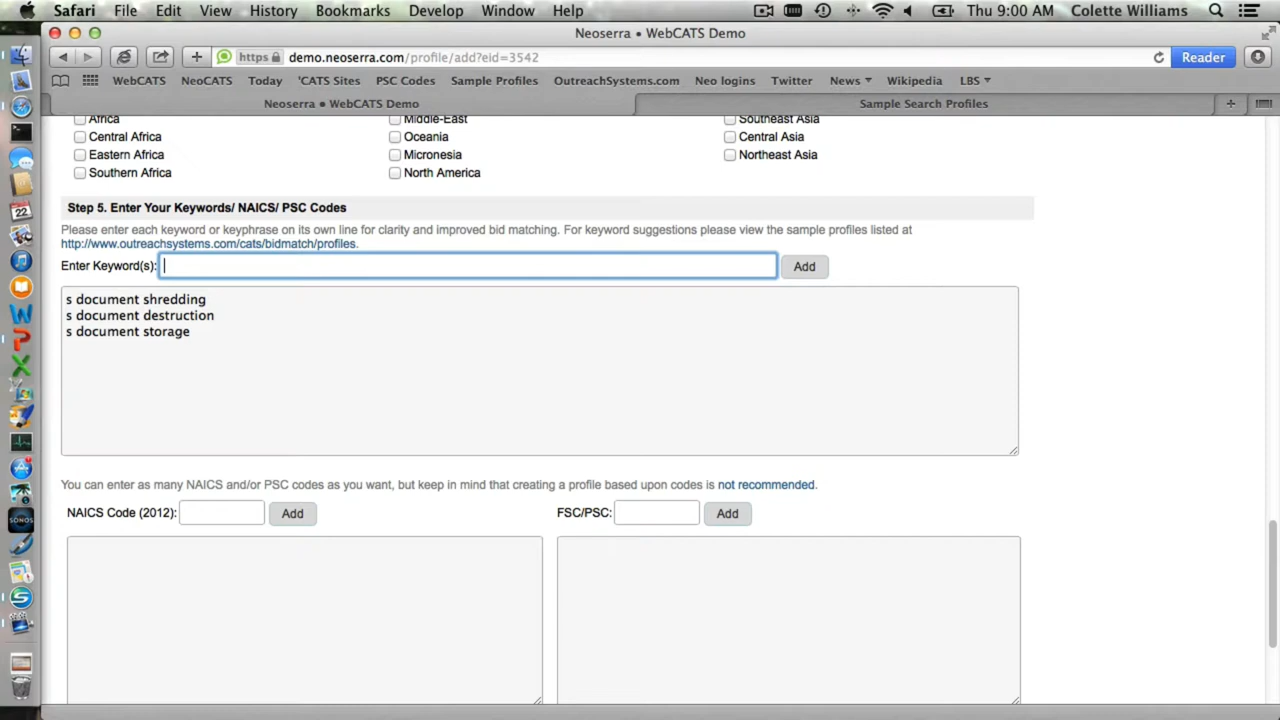 Safari File Edit View History Bookmarks Develop Window Help Thu 9:00 AM Colette Williams
Neoserra • WebCATS Demo
https demo.neoserra.com/profile/add?eid=3542 Reader
WebCATS NeoCATS Today 'CATS Sites PSC Codes Sample Profiles OutreachSystems.com Neo logins Twitter News Wikipedia LBS
Neoserra • WebCATS Demo Sample Search Profiles
Africa Middle-East Southeast Asia
Central Africa Oceania Central Asia
Eastern Africa Micronesia Northeast Asia
Southern Africa North America
Step 5. Enter Your Keywords/ NAICS/ PSC Codes
Please enter each keyword or keyphrase on its own line for clarity and improved bid matching. For keyword suggestions please view the sample profiles listed at
http://www.outreachsystems.com/cats/bidmatch/profiles.
Enter Keyword(s): Add
s document shredding
s document destruction
s document storage
You can enter as many NAICS and/or PSC codes as you want, but keep in mind that creating a profile based upon codes is not recommended.
NAICS Code (2012): Add FSC/PSC: Add
22
SONOS